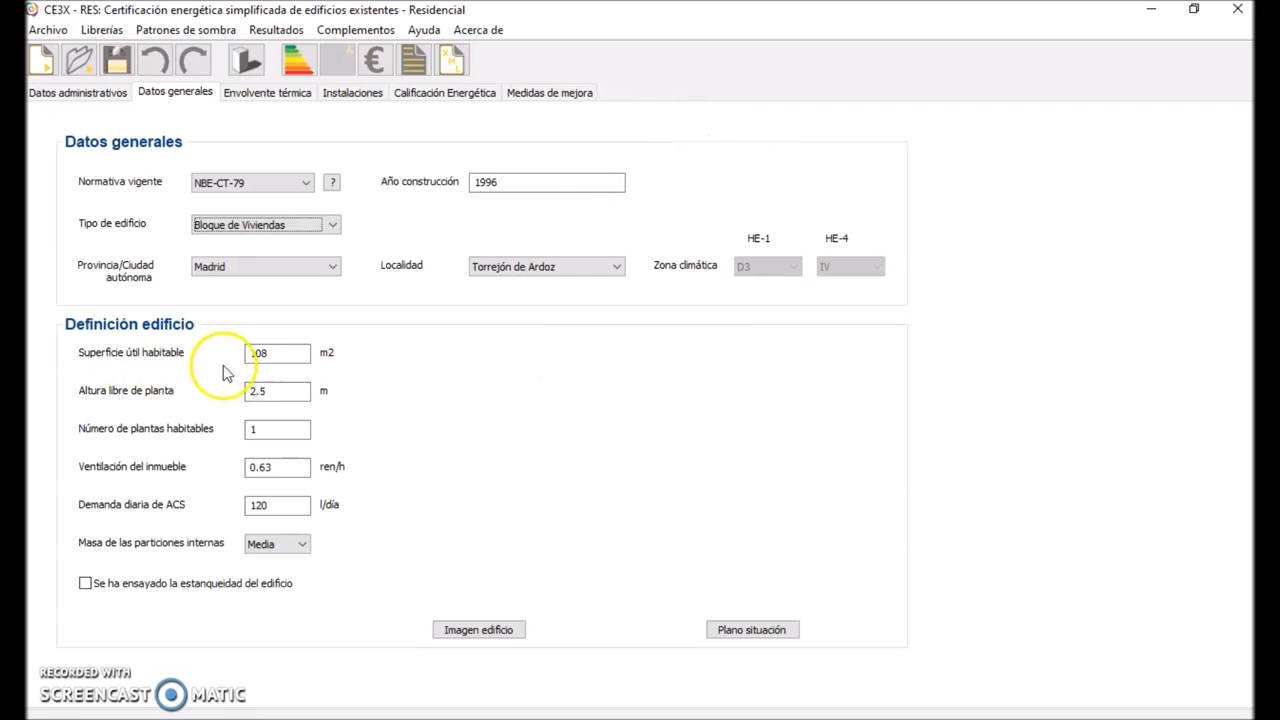 CE3X - RES: Certificación energética simplificada de edificios existentes - Residencial
Archivo Librerías Patrones de sombra Resultados Complementos Ayuda Acerca de
Datos administrativos Datos generales Envolvente térmica Instalaciones Calificación Energética Medidas de mejora
Datos generales
Normativa vigente NBE-CT-79 ? Año construcción 1996
Tipo de edificio Bloque de Viviendas
HE-1 HE-4
Provincia/Ciudad autónoma Madrid Localidad Torrejón de Ardoz Zona climática D3 IV
Definición edificio
Superficie útil habitable 108 m2
Altura libre de planta 2.5 m
Número de plantas habitables 1
Ventilación del inmueble 0.63 ren/h
Demanda diaria de ACS 120 l/día
Masa de las particiones internas Media
Se ha ensayado la estanqueidad del edificio
Imagen edificio Plano situación
RECORDED WITH
SCREENCAST MATIC